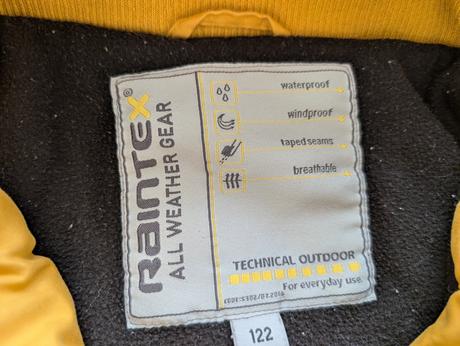 RAINTEX®
ALL WEATHER GEAR
waterproof
windproof
taped seams
breathable
TECHNICAL OUTDOOR
For everyday use
122